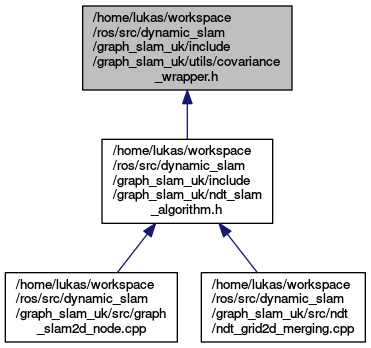 /home/lukas/workspace
/ros/src/dynamic_slam
/graph_slam_uk/include
/graph_slam_uk/utils/covariance
_wrapper.h
/home/lukas/workspace
/ros/src/dynamic_slam
/graph_slam_uk/include
/graph_slam_uk/ndt_slam
_algorithm.h
/home/lukas/workspace
/ros/src/dynamic_slam
/graph_slam_uk/src/graph
_slam2d_node.cpp
/home/lukas/workspace
/ros/src/dynamic_slam
/graph_slam_uk/src/ndt
/ndt_grid2d_merging.cpp